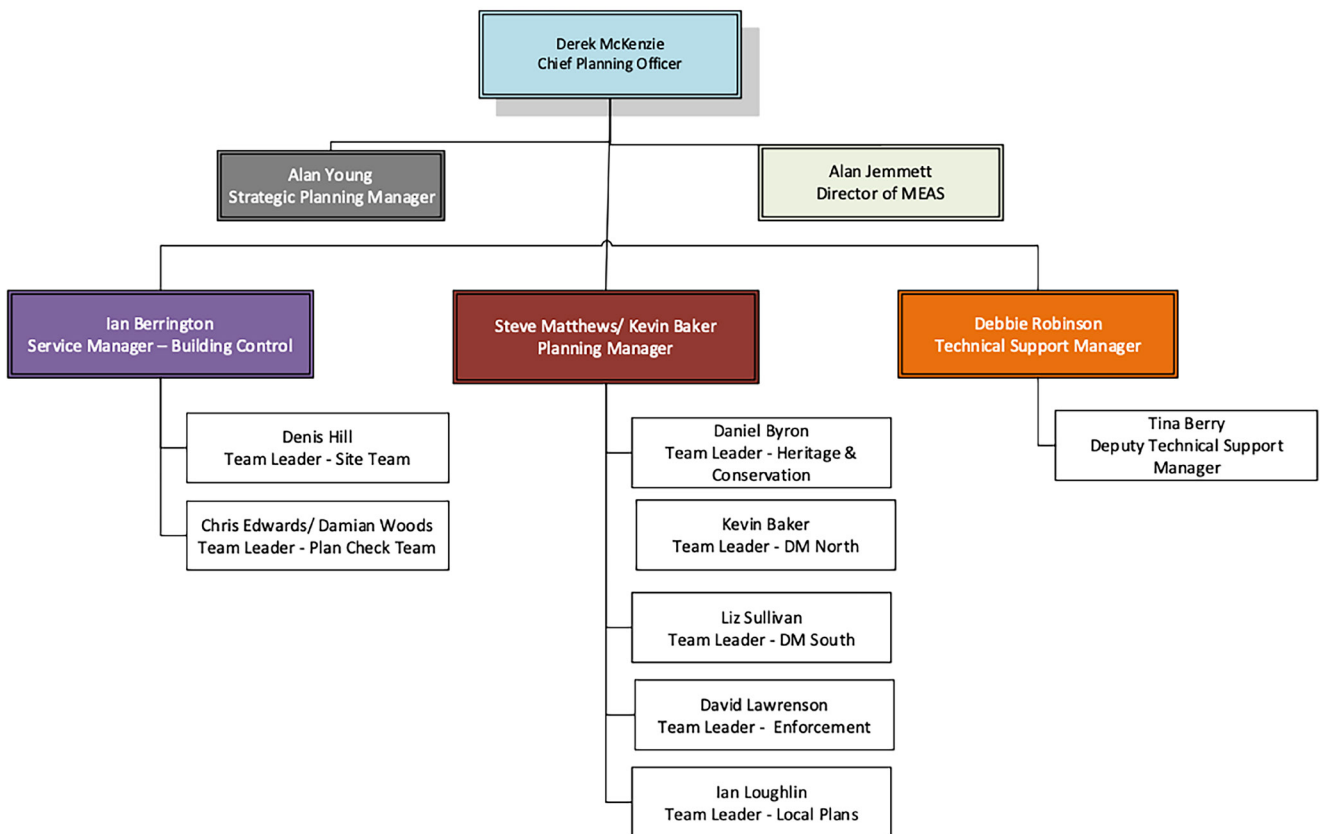 Derek McKenzie
Chief Planning Officer
Alan Young
Strategic Planning Manager
Alan Jemmett
Director of MEAS
Ian Berrington
Service Manager – Building Control
Steve Matthews/ Kevin Baker
Planning Manager
Debbie Robinson
Technical Support Manager
Denis Hill
Team Leader - Site Team
Chris Edwards/ Damian Woods
Team Leader - Plan Check Team
Daniel Byron
Team Leader - Heritage &
Conservation
Kevin Baker
Team Leader - DM North
Liz Sullivan
Team Leader - DM South
David Lawrenson
Team Leader -  Enforcement
Ian Loughlin
Team Leader - Local Plans
Tina Berry
Deputy Technical Support
Manager